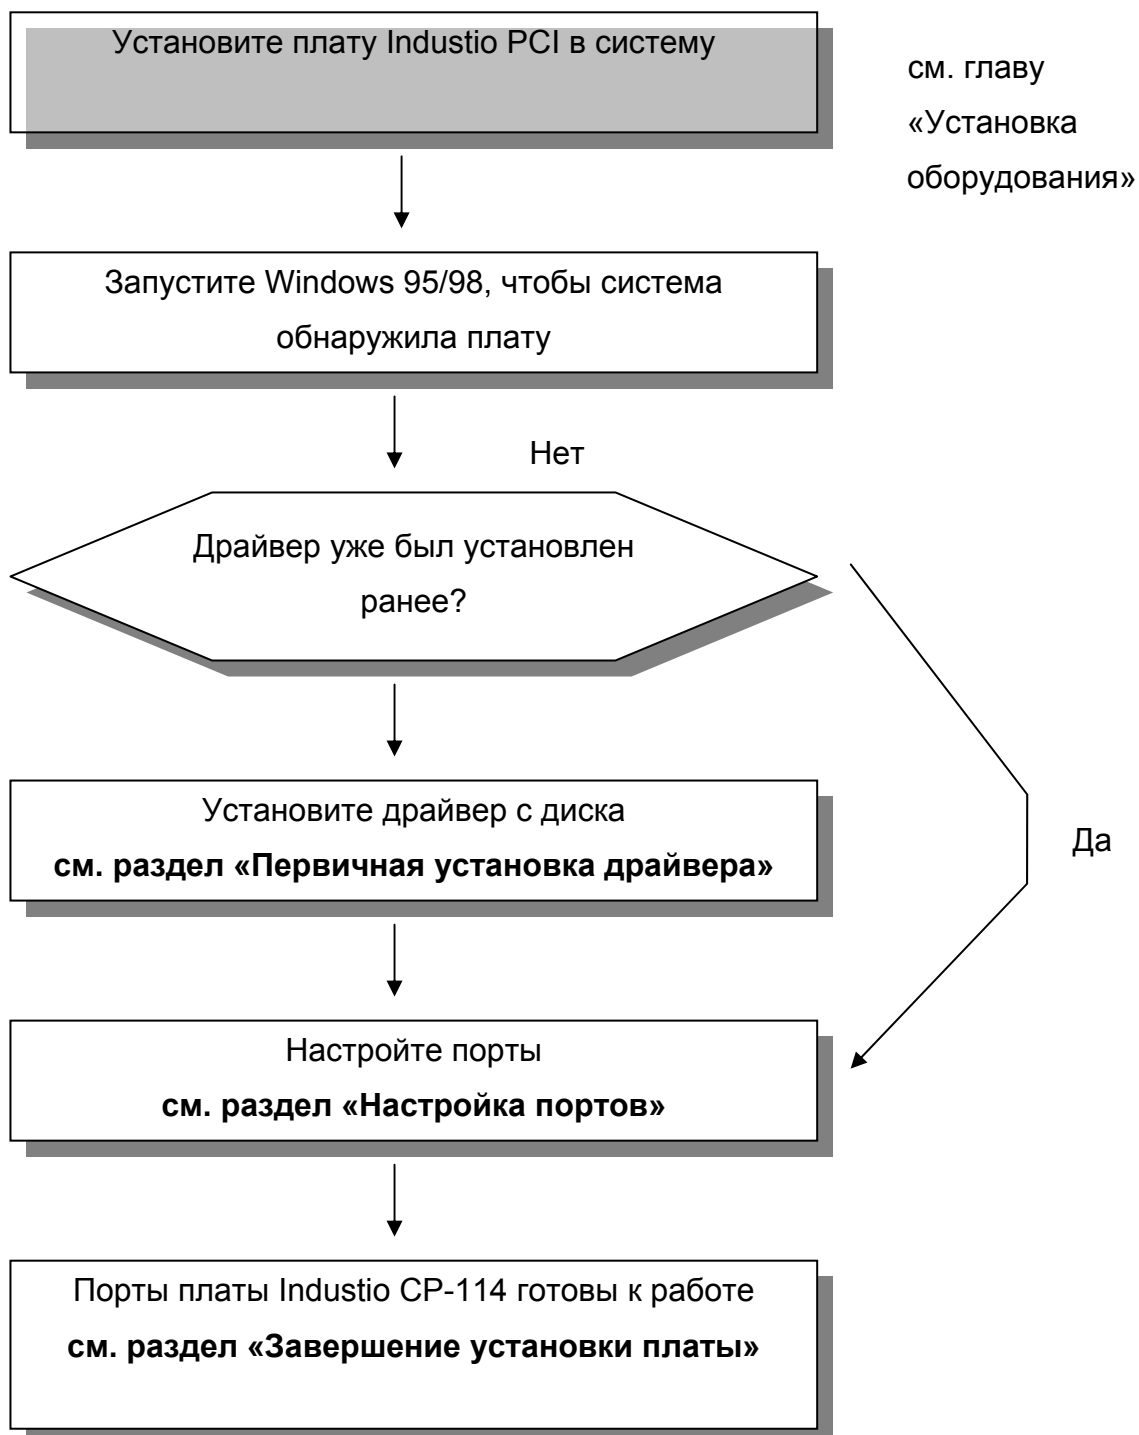 Установите плату Industio PCI в систему
см. главу
«Установка
оборудования»
Запустите Windows 95/98, чтобы система
обнаружила плату
Нет
Драйвер уже был установлен
ранее?
Установите драйвер с диска
см. раздел «Первичная установка драйвера»
Да
Настройте порты
см. раздел «Настройка портов»
Порты платы Industio CP-114 готовы к работе
см. раздел «Завершение установки платы»